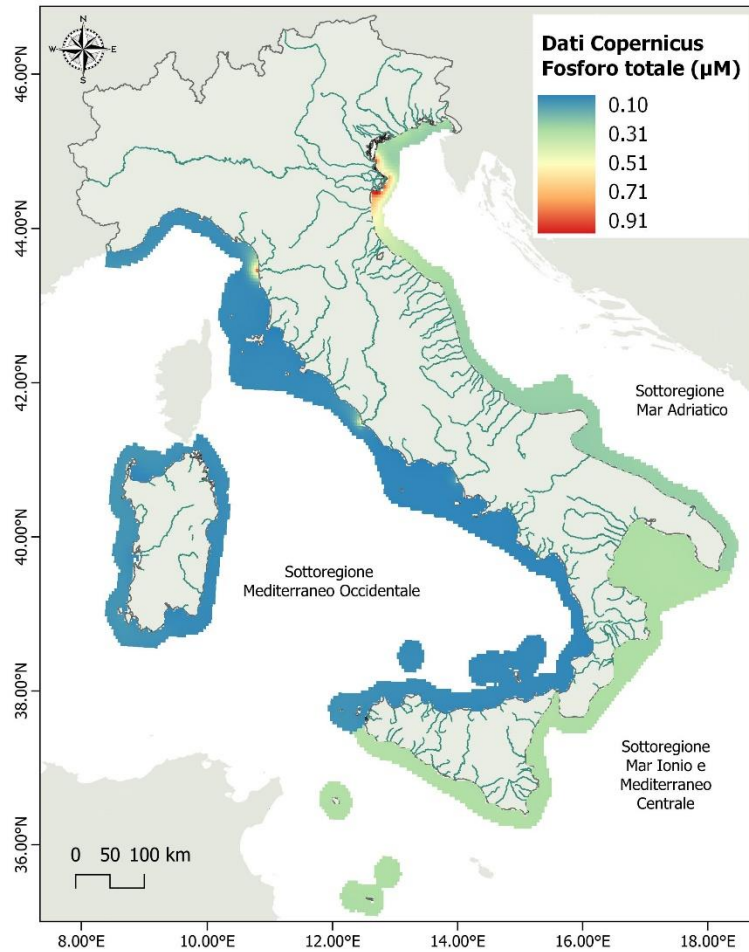 N
W E
S
Dati Copernicus
Fosforo totale (µM)
0.10
0.31
0.51
0.71
0.91
46.00°N
44.00°N
42.00°N
40.00°N
38.00°N
36.00°N
Sottoregione
Mar Adriatico
Sottoregione
Mediterraneo Occidentale
Sottoregione
Mar Ionio e
Mediterraneo
Centrale
0 50 100 km
8.00°E 10.00°E 12.00°E 14.00°E 16.00°E 18.00°E